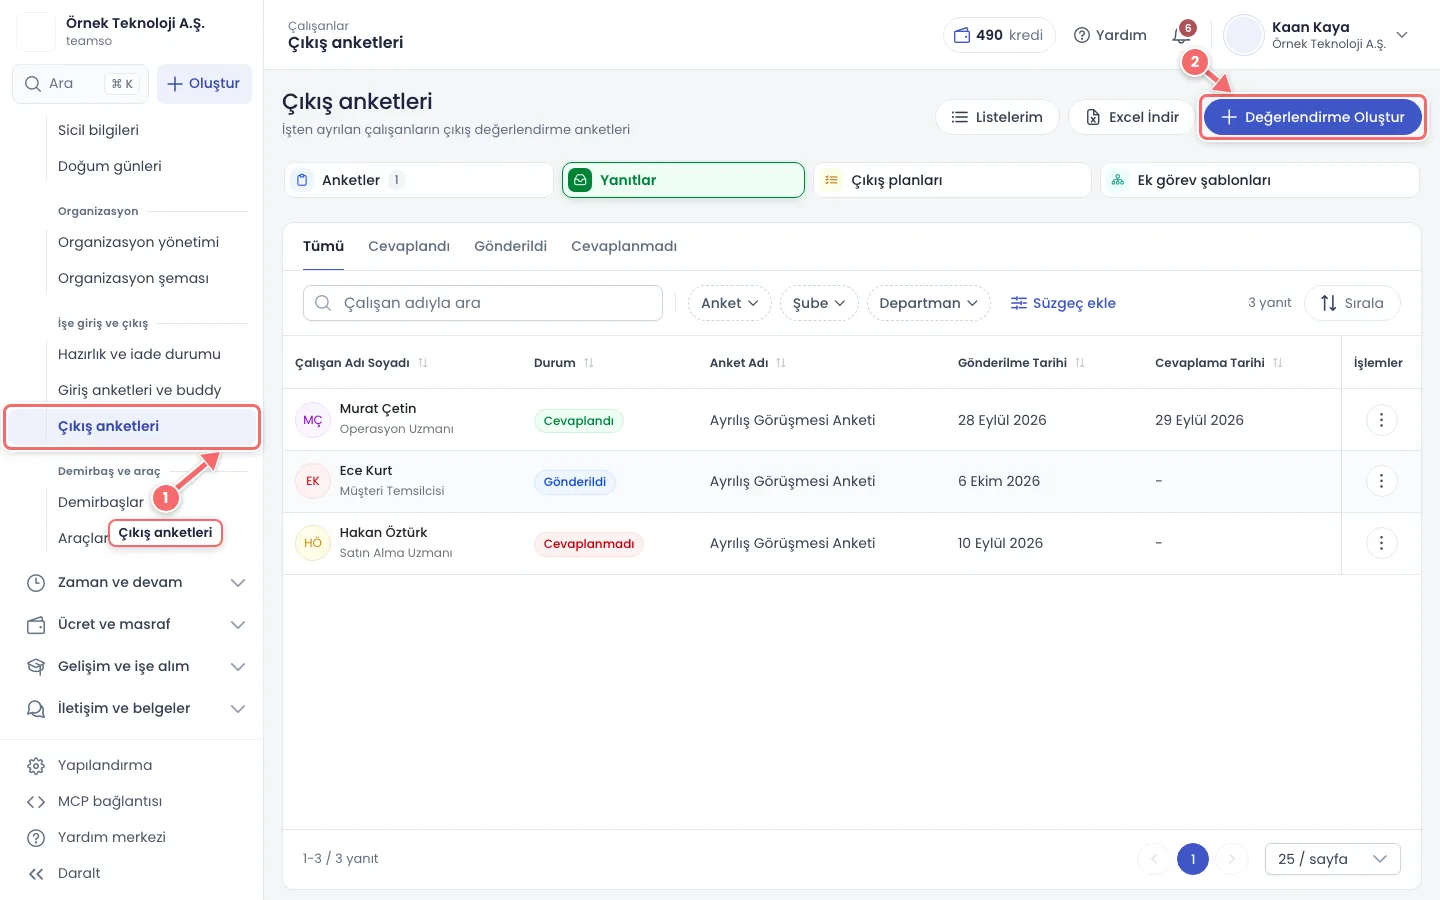 Örnek Teknoloji A.Ş.
teamso
Ara
⌘ K
Oluştur
Sicil bilgileri
Doğum günleri
Organizasyon
Organizasyon yönetimi
Organizasyon şeması
İşe giriş ve çıkış
Hazırlık ve iade durumu
Giriş anketleri ve buddy
Çıkış anketleri
Demirbaş ve araç
Demirbaşlar
1
Araçlar
Çıkış anketleri
Zaman ve devam
Ücret ve masraf
Gelişim ve işe alım
İletişim ve belgeler
Yapılandırma
MCP bağlantısı
Yardım merkezi
Daralt
Çalışanlar
Çıkış anketleri
490 kredi
Yardım
6
Kaan Kaya
Örnek Teknoloji A.Ş.
2
Çıkış anketleri
İşten ayrılan çalışanların çıkış değerlendirme anketleri
Listelerim
Excel İndir
Değerlendirme Oluştur
Anketler 1
Yanıtlar
Çıkış planları
Ek görev şablonları
Tümü
Cevaplandı
Gönderildi
Cevaplanmadı
Çalışan adıyla ara
Anket
Şube
Departman
Süzgeç ekle
3 yanıt
Sırala
Çalışan Adı Soyadı
Durum
Anket Adı
Gönderilme Tarihi
Cevaplama Tarihi
İşlemler
MÇ
Murat Çetin
Operasyon Uzmanı
Cevaplandı
Ayrılış Görüşmesi Anketi
28 Eylül 2026
29 Eylül 2026
EK
Ece Kurt
Müşteri Temsilcisi
Gönderildi
Ayrılış Görüşmesi Anketi
6 Ekim 2026
-
HÖ
Hakan Öztürk
Satın Alma Uzmanı
Cevaplanmadı
Ayrılış Görüşmesi Anketi
10 Eylül 2026
-
1-3 / 3 yanıt
1
25 / sayfa